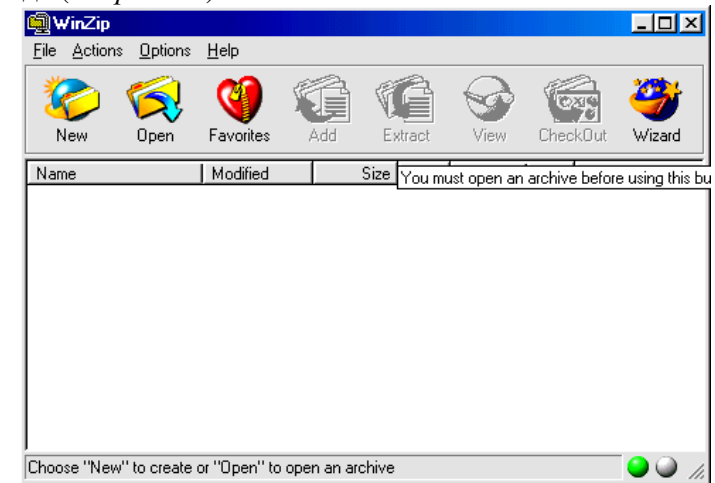 WinZip
File Actions Options Help
New Open Favorites Add Extract View CheckOut Wizard
Name Modified Size
You must open an archive before using this bu
Choose "New" to create or "Open" to open an archive